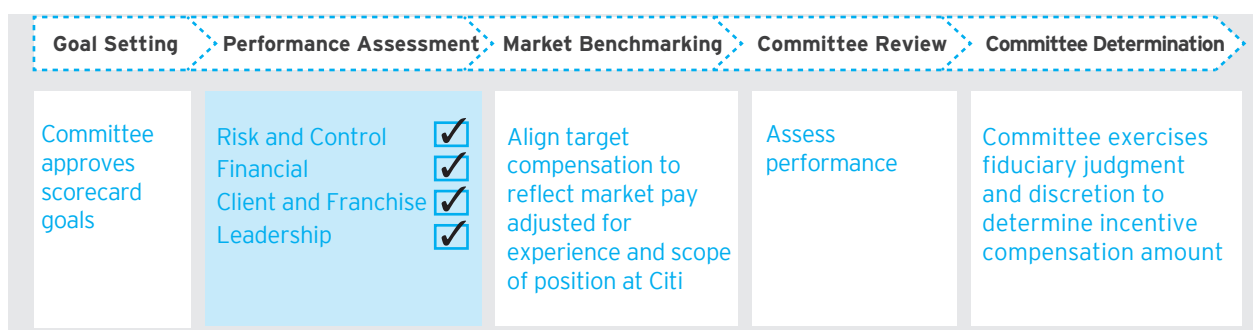 Goal Setting
Performance Assessment
Market Benchmarking
Committee Review
Committee Determination
Committee
approves
scorecard
goals
Risk and Control
Financial
Client and Franchise
Leadership
Align target
compensation to
reflect market pay
adjusted for
experience and scope
of position at Citi
Assess
performance
Committee exercises
fiduciary judgment
and discretion to
determine incentive
compensation amount